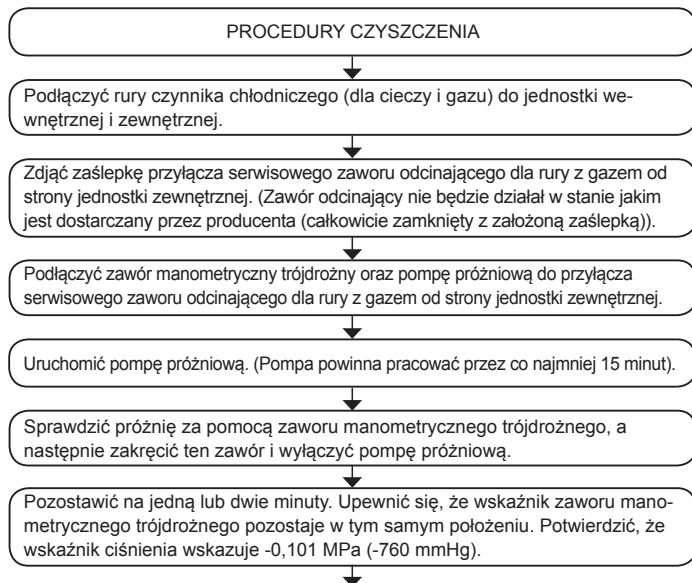 PROCEDURY CZYSZCZENIA
Podłączyć rury czynnika chłodniczego (dla cieczy i gazu) do jednostki we-
wnętrznej i zewnętrznej.
Zdjąć zaślepkę przyłącza serwisowego zaworu odcinającego dla rury z gazem od
strony jednostki zewnętrznej. (Zawór odcinający nie będzie działał w stanie jakim
jest dostarczany przez producenta (całkowicie zamknięty z założoną zaślepką)).
Podłączyć zawór manometryczny trójdrożny oraz pompę próżniową do przyłącza
serwisowego zaworu odcinającego dla rury z gazem od strony jednostki zewnętrznej.
Uruchomić pompę próżniową. (Pompa powinna pracować przez co najmniej 15 minut).
Sprawdzić próżnię za pomocą zaworu manometrycznego trójdrożnego, a
następnie zakręcić ten zawór i wyłączyć pompę próżniową.
Pozostawić na jedną lub dwie minuty. Upewnić się, że wskaźnik zaworu mano-
metrycznego trójdrożnego pozostaje w tym samym położeniu. Potwierdzić, że
wskaźnik ciśnienia wskazuje -0,101 MPa (-760 mmHg).